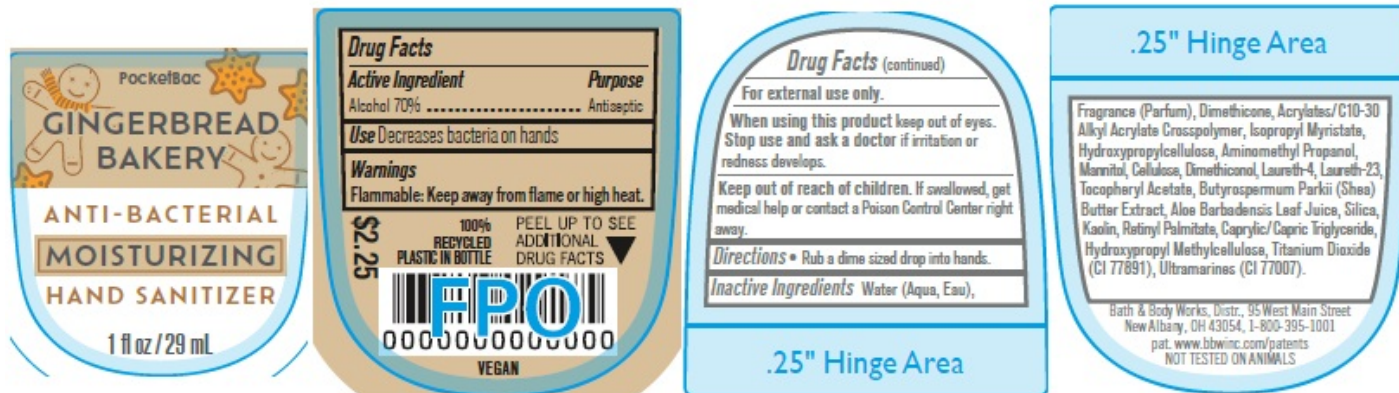 PocketBac
GINGERBREAD
BAKERY
ANTI-BACTERIAL
MOISTURIZING
HAND SANITIZER
1 fl oz / 29 mL
Drug Facts
Active Ingredient Purpose
Alcohol 70% ........................ Antiseptic
Use Decreases bacteria on hands
Warnings
Flammable: Keep away from flame or high heat.
$2.25
100%
RECYCLED
PLASTIC IN BOTTLE
PEEL UP TO SEE
ADDITIONAL
DRUG FACTS
FPO
000000000000
VEGAN
Drug Facts (continued)
For external use only.
When using this product keep out of eyes.
Stop use and ask a doctor if irritation or
redness develops.
Keep out of reach of children. If swallowed, get
medical help or contact a Poison Control Center right
away.
Directions • Rub a dime sized drop into hands.
Inactive Ingredients Water (Aqua, Eau),
.25" Hinge Area
.25" Hinge Area
Fragrance (Parfum), Dimethicone, Acrylates/C10-30
Alkyl Acrylate Crosspolymer, Isopropyl Myristate,
Hydroxypropylcellulose, Aminomethyl Propanol,
Mannitol, Cellulose, Dimethiconol, Laureth-4, Laureth-23,
Tocopheryl Acetate, Butyrospermum Parkii (Shea)
Butter Extract, Aloe Barbadensis Leaf Juice, Silica,
Kaolin, Retinyl Palmitate, Caprylic/Capric Triglyceride,
Hydroxypropyl Methylcellulose, Titanium Dioxide
(CI 77891), Ultramarines (CI 77007).
Bath & Body Works, Distr., 95 West Main Street
New Albany, OH 43054, 1-800-395-1001
pat. www.bbwinc.com/patents
NOT TESTED ON ANIMALS